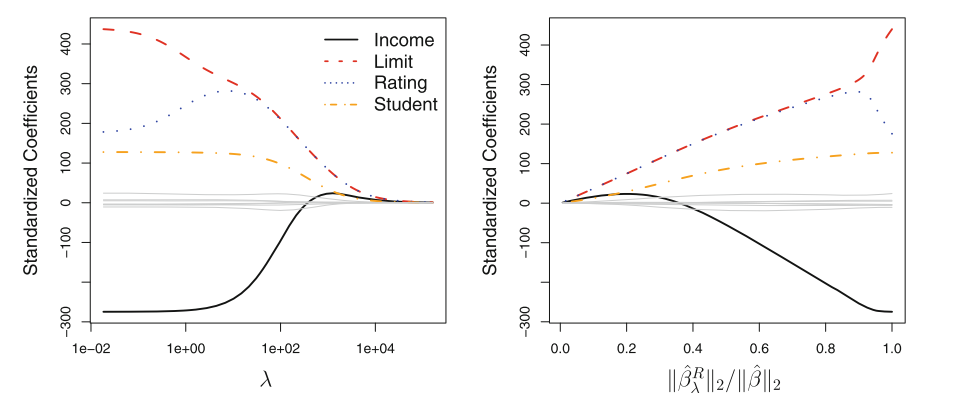 Standardized Coefficients
400
300
200
100
0
-100
-300
Income
Limit
Rating
Student
1e-02 1e+00 1e+02 1e+04
λ
Standardized Coefficients
400
300
200
100
0
-100
-300
0.0 0.2 0.4 0.6 0.8 1.0
‖β̂λᴿ‖₂/‖β̂‖₂